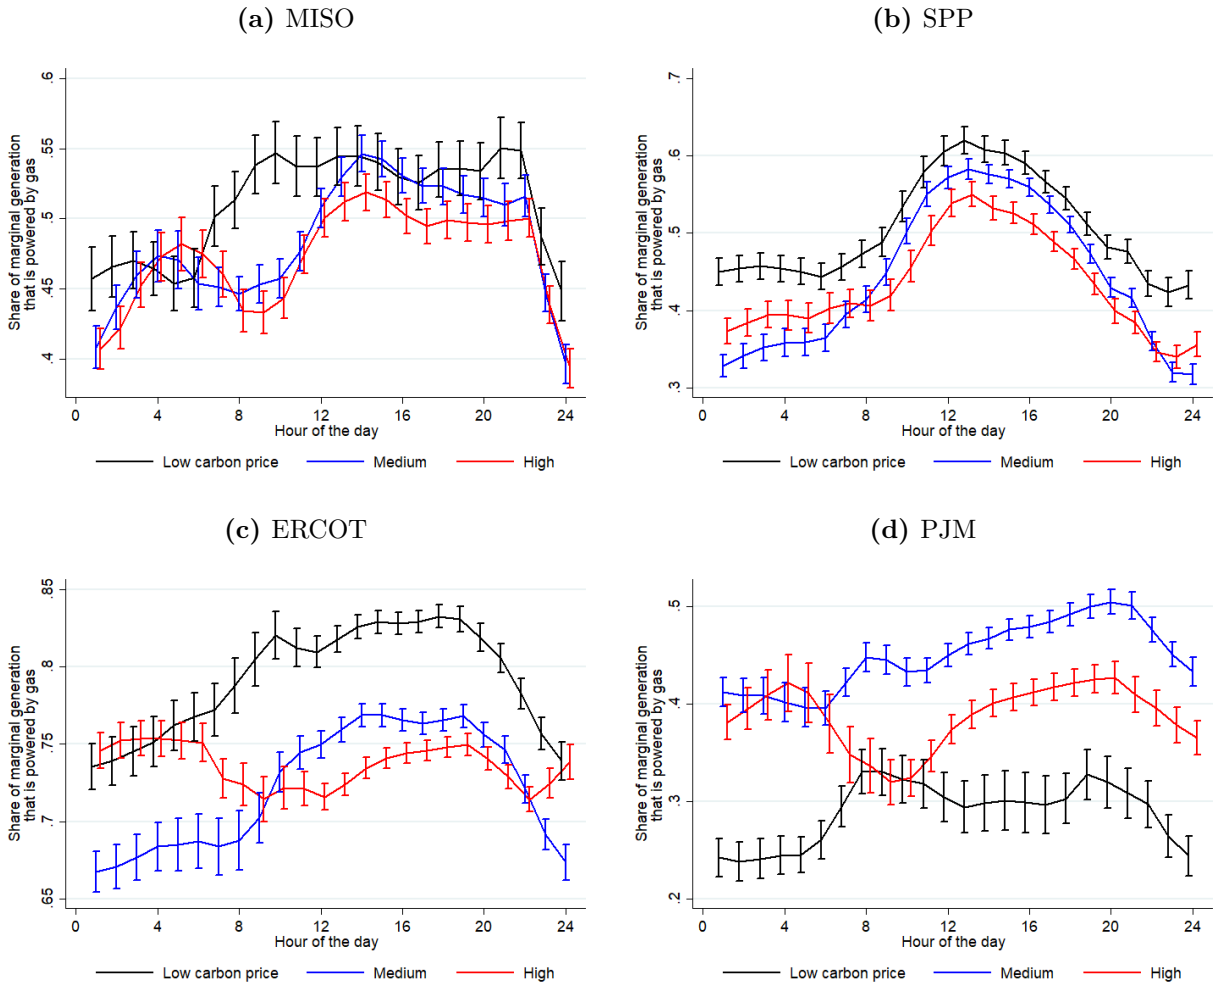 (a) MISO
Share of marginal generation
that is powered by gas
.6
.55
.5
.45
.4
0 4 8 12 16 20 24
Hour of the day
Low carbon price Medium High
(b) SPP
Share of marginal generation
that is powered by gas
.7
.6
.5
.4
.3
0 4 8 12 16 20 24
Hour of the day
Low carbon price Medium High
(c) ERCOT
Share of marginal generation
that is powered by gas
.85
.8
.75
.7
.65
0 4 8 12 16 20 24
Hour of the day
Low carbon price Medium High
(d) PJM
Share of marginal generation
that is powered by gas
.5
.4
.3
.2
0 4 8 12 16 20 24
Hour of the day
Low carbon price Medium High